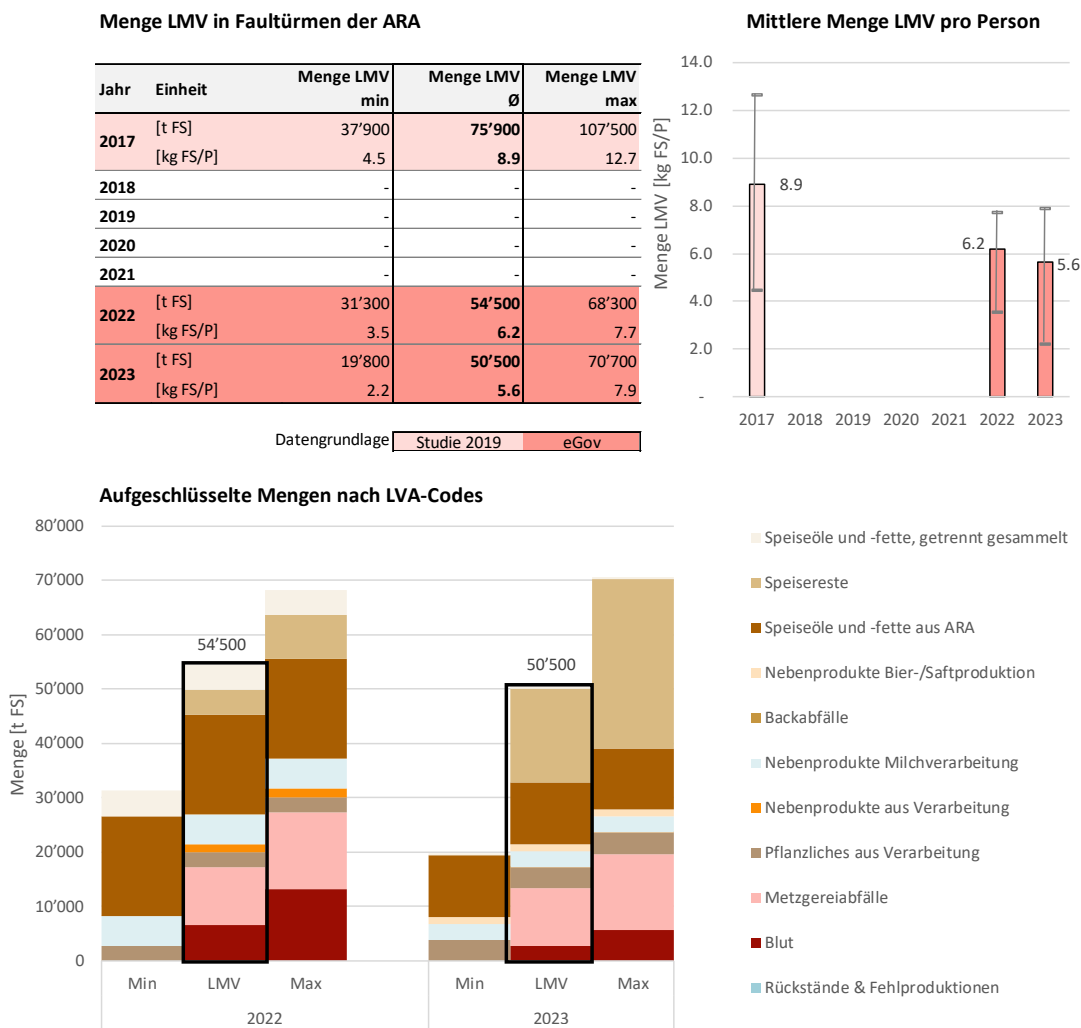 Menge LMV in Faultürmen der ARA
Jahr Einheit Menge LMV min Menge LMV Ø Menge LMV max
2017 [t FS] 37’900 75’900 107’500
[kg FS/P] 4.5 8.9 12.7
2018 - - -
2019 - - -
2020 - - -
2021 - - -
2022 [t FS] 31’300 54’500 68’300
[kg FS/P] 3.5 6.2 7.7
2023 [t FS] 19’800 50’500 70’700
[kg FS/P] 2.2 5.6 7.9
Datengrundlage Studie 2019 eGov
Mittlere Menge LMV pro Person
Menge LMV [kg FS/P]
14.0
12.0
10.0
8.0
6.0
4.0
2.0
-
8.9
6.2
5.6
2017 2018 2019 2020 2021 2022 2023
Aufgeschlüsselte Mengen nach LVA-Codes
Menge [t FS]
80’000
70’000
60’000
50’000
40’000
30’000
20’000
10’000
0
54’500
50’500
Min LMV Max Min LMV Max
2022 2023
Speiseöle und -fette, getrennt gesammelt
Speisereste
Speiseöle und -fette aus ARA
Nebenprodukte Bier-/Saftproduktion
Backabfälle
Nebenprodukte Milchverarbeitung
Nebenprodukte aus Verarbeitung
Pflanzliches aus Verarbeitung
Metzgereiabfälle
Blut
Rückstände & Fehlproduktionen